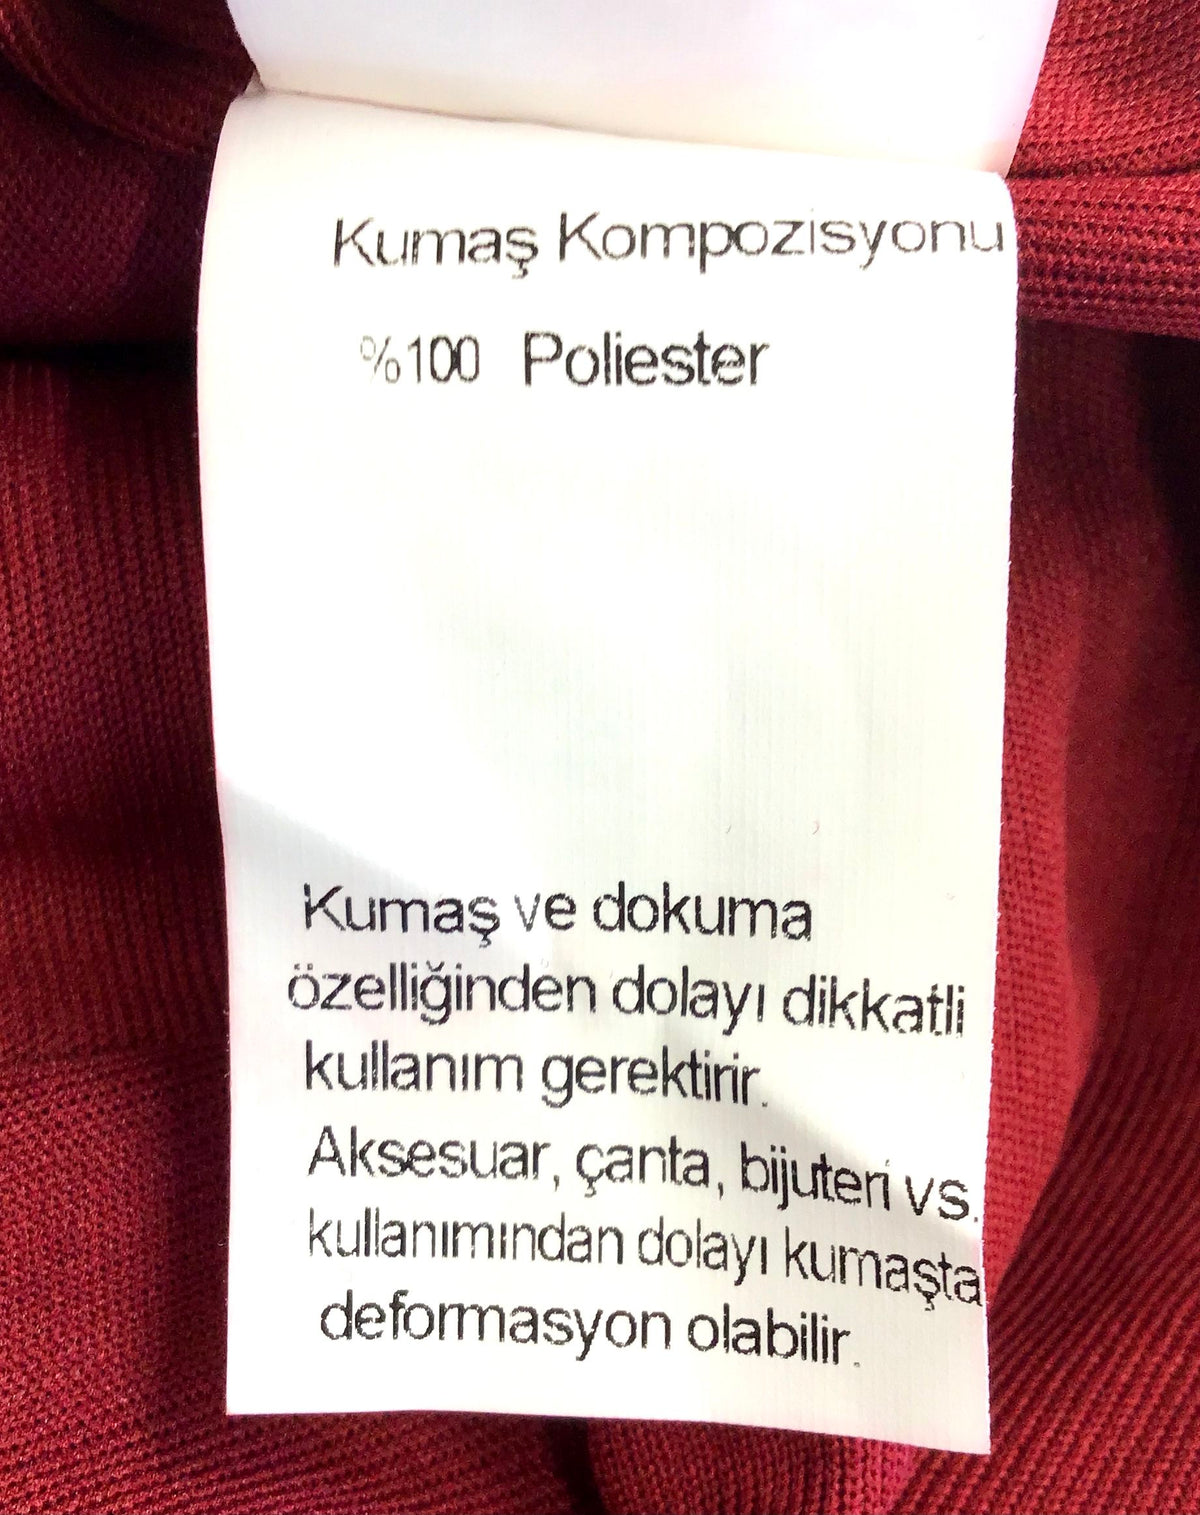 Kumaş Kompozisyonu
%100 Poliester
Kumaş ve dokuma
özelliğinden dolayı dikkatli
kullanım gerektirir.
Aksesuar, çanta, bijuteri vs.
kullanımından dolayı kumaşta
deformasyon olabilir.